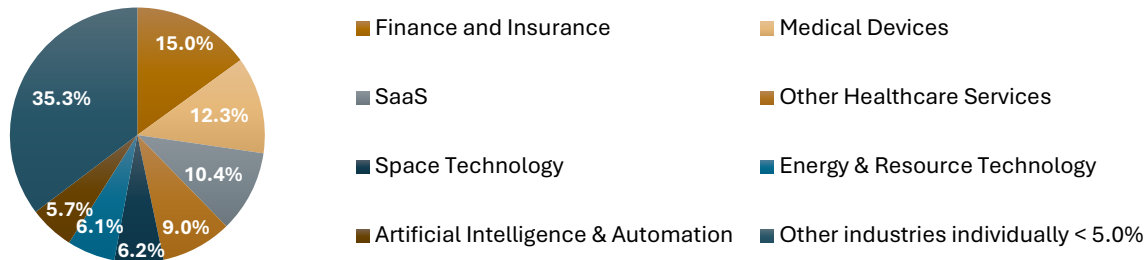 15.0%
12.3%
10.4%
9.0%
6.2%
6.1%
5.7%
35.3%
Finance and Insurance
Medical Devices
SaaS
Other Healthcare Services
Space Technology
Energy & Resource Technology
Artificial Intelligence & Automation
Other industries individually < 5.0%